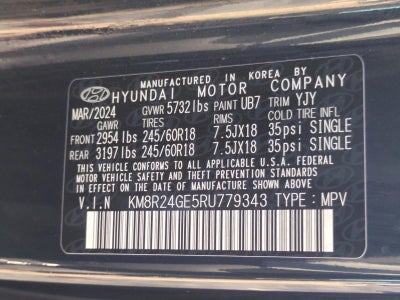 MANUFACTURED IN KOREA BY
HYUNDAI MOTOR COMPANY
MAR/2024 GVWR 5732lbs PAINT UB7 TRIM YJY
GAWR TIRES RIMS COLD TIRE INFL
FRONT 2954 lbs 245/60R18 7.5JX18 35psi SINGLE
REAR 3197 lbs 245/60R18 7.5JX18 35psi SINGLE
THIS VEHICLE CONFORMS TO ALL APPLICABLE U.S.A. FEDERAL
MOTOR VEHICLE SAFETY AND THEFT PREVENTION STANDARDS
IN EFFECT ON THE DATE OF MANUFACTURE SHOWN ABOVE.
V.I.N KM8R24GE5RU779343 TYPE : MPV